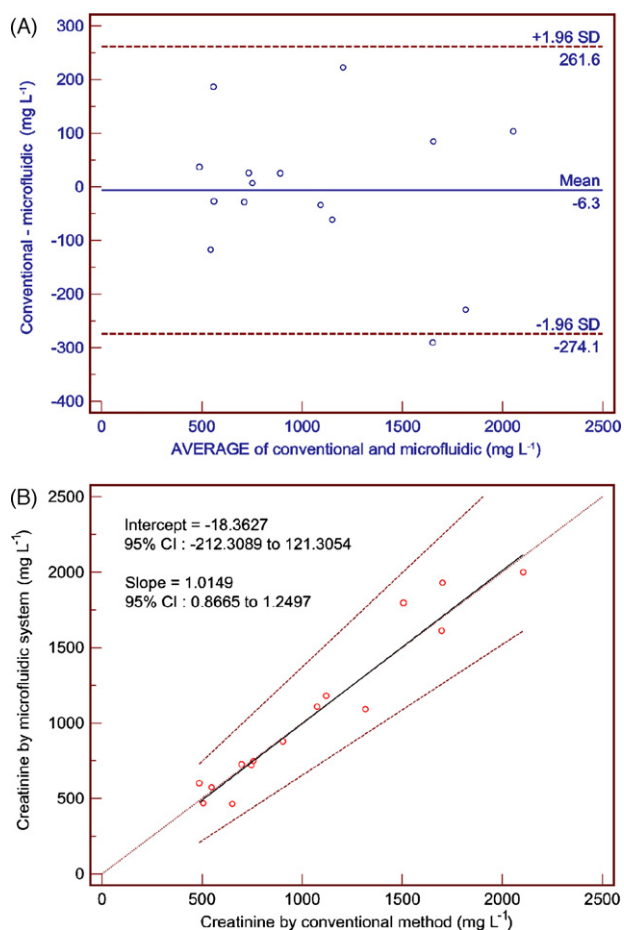 (A)
300
200
100
0
-100
-200
-300
-400
Conventional - microfluidic (mg L-1)
+1.96 SD
261.6
Mean
-6.3
-1.96 SD
-274.1
0
500
1000
1500
2000
2500
AVERAGE of conventional and microfluidic (mg L-1)
(B)
2500
2000
1500
1000
500
0
Creatinine by microfluidic system (mg L-1)
Intercept = -18.3627
95% CI : -212.3089 to 121.3054
Slope = 1.0149
95% CI : 0.8665 to 1.2497
0
500
1000
1500
2000
2500
Creatinine by conventional method (mg L-1)